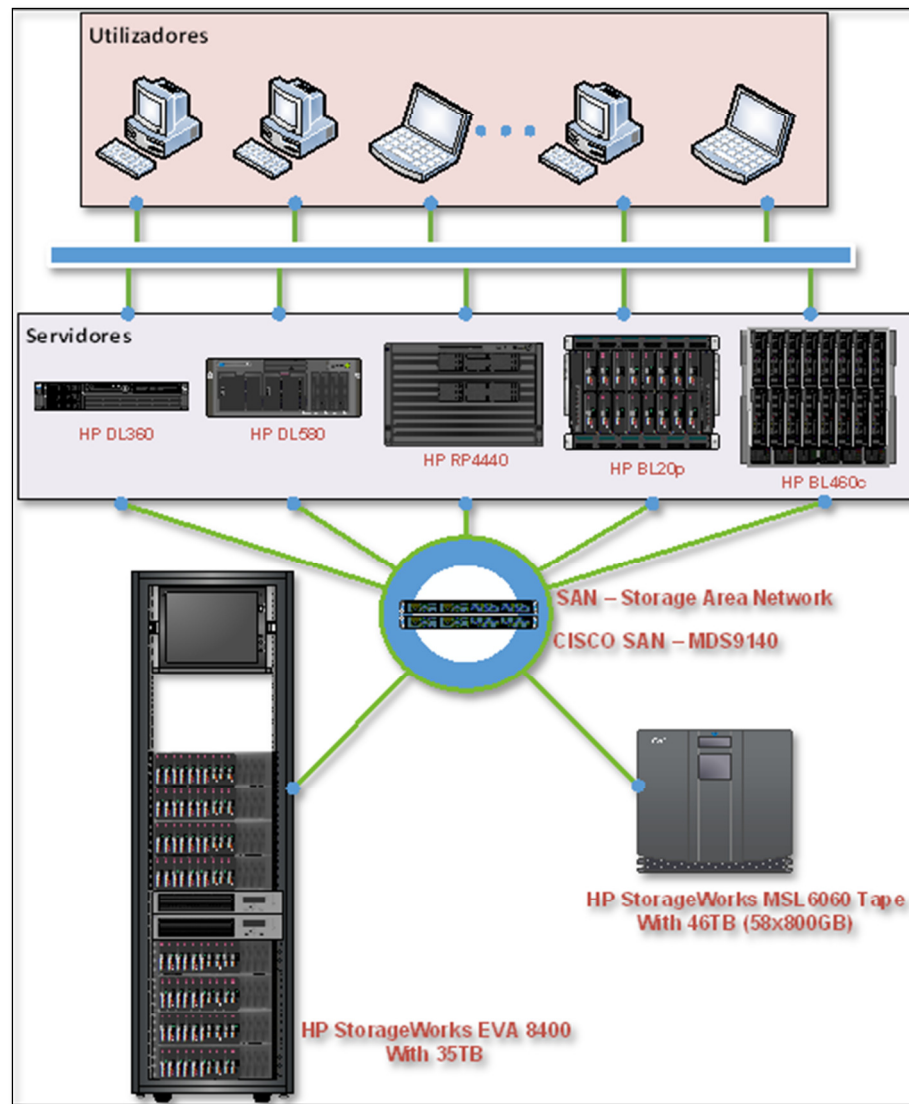 Utilizadores
Servidores
HP DL360
HP DL580
HP RP4440
HP BL20p
HP BL460c
SAN – Storage Area Network
CISCO SAN – MDS9140
HP StorageWorks MSL6060 Tape
With 46TB (58x800GB)
HP StorageWorks EVA 8400
With 35TB